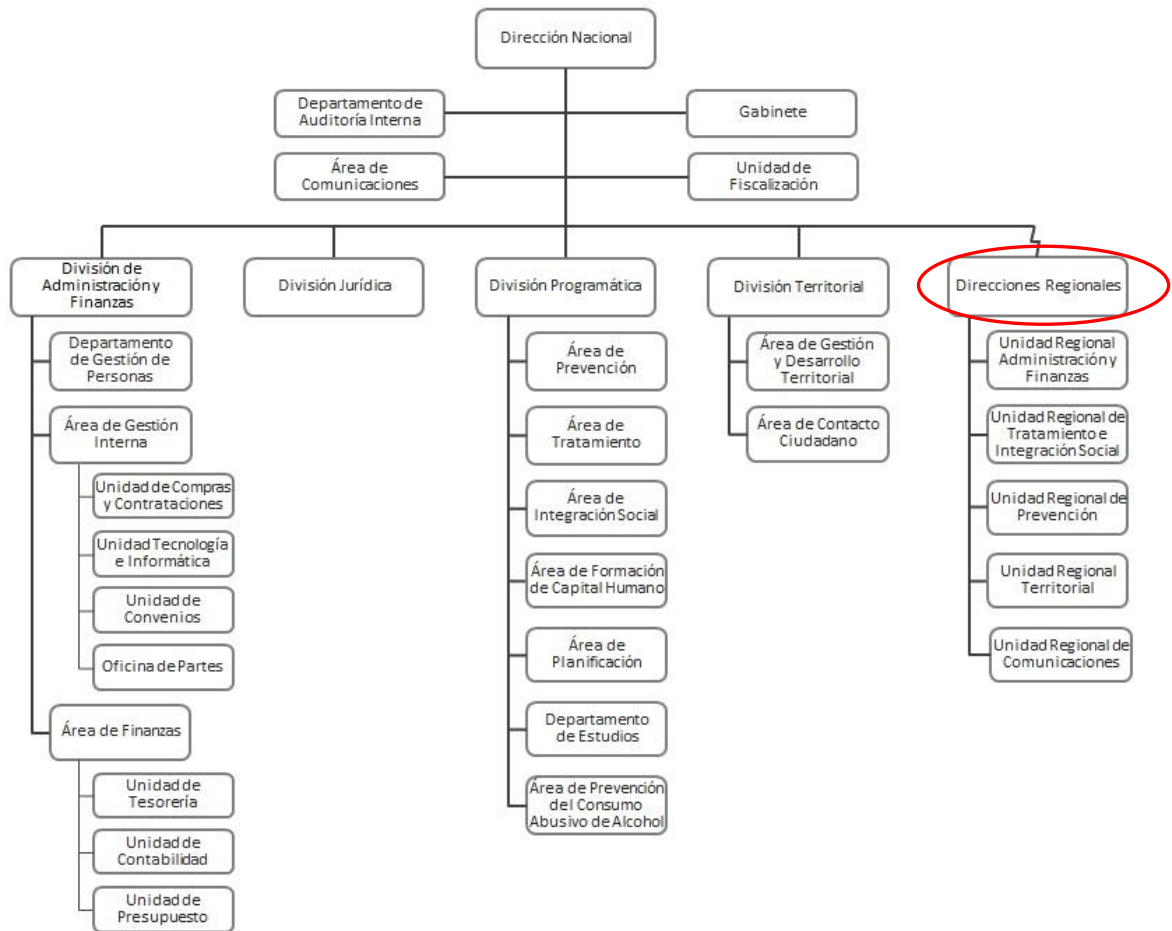 Dirección Nacional
Departamento de
Auditoría Interna
Gabinete
Área de
Comunicaciones
Unidad de
Fiscalización
División de
Administración y
Finanzas
División Jurídica
División Programática
División Territorial
Direcciones Regionales
Departamento
de Gestión de
Personas
Área de Gestión
Interna
Unidad de Compras
y Contrataciones
Unidad Tecnología
e Informática
Unidad de
Convenios
Oficina de Partes
Área de Finanzas
Unidad de
Tesorería
Unidad de
Contabilidad
Unidad de
Presupuesto
Área de
Prevención
Área de
Tratamiento
Área de
Integración Social
Área de Formación
de Capital Humano
Área de
Planificación
Departamento
de Estudios
Área de Prevención
del Consumo
Abusivo de Alcohol
Área de Gestión
y Desarrollo
Territorial
Área de Contacto
Ciudadano
Unidad Regional
Administración y
Finanzas
Unidad Regional de
Tratamiento e
Integración Social
Unidad Regional de
Prevención
Unidad Regional
Territorial
Unidad Regional de
Comunicaciones